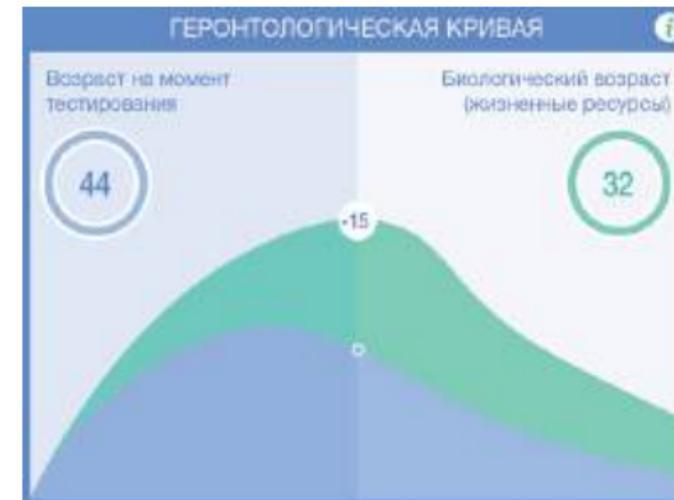 ГЕРОНТОЛОГИЧЕСКАЯ КРИВАЯ
i
Возраст на момент
тестирования
44
Биологический возраст
(жизненные ресурсы)
32
-15